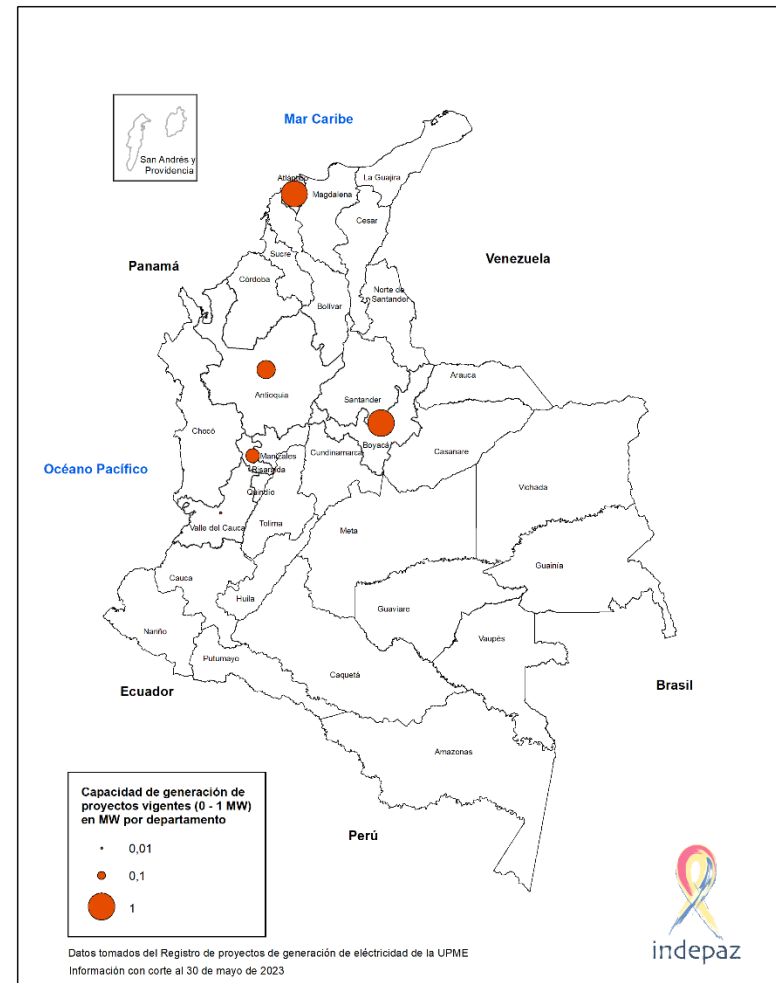 Mar Caribe
San Andrés y
Providencia
Atlántico
La Guajira
Magdalena
Cesar
Panamá
Venezuela
Sucre
Córdoba
Norte de
Santander
Bolívar
Antioquia
Santander
Arauca
Chocó
Boyacá
Cundinamarca
Casanare
Manizales
Risaralda
Océano Pacífico
Quindío
Vichada
Valle del Cauca
Tolima
Meta
Guainía
Cauca
Huila
Guaviare
Nariño
Vaupés
Putumayo
Caquetá
Ecuador
Brasil
Amazonas
Capacidad de generación de
proyectos vigentes (0 - 1 MW)
en MW por departamento
0,01
0,1
1
Perú
indepaz
Datos tomados del Registro de proyectos de generación de eléctricidad de la UPME
Información con corte al 30 de mayo de 2023